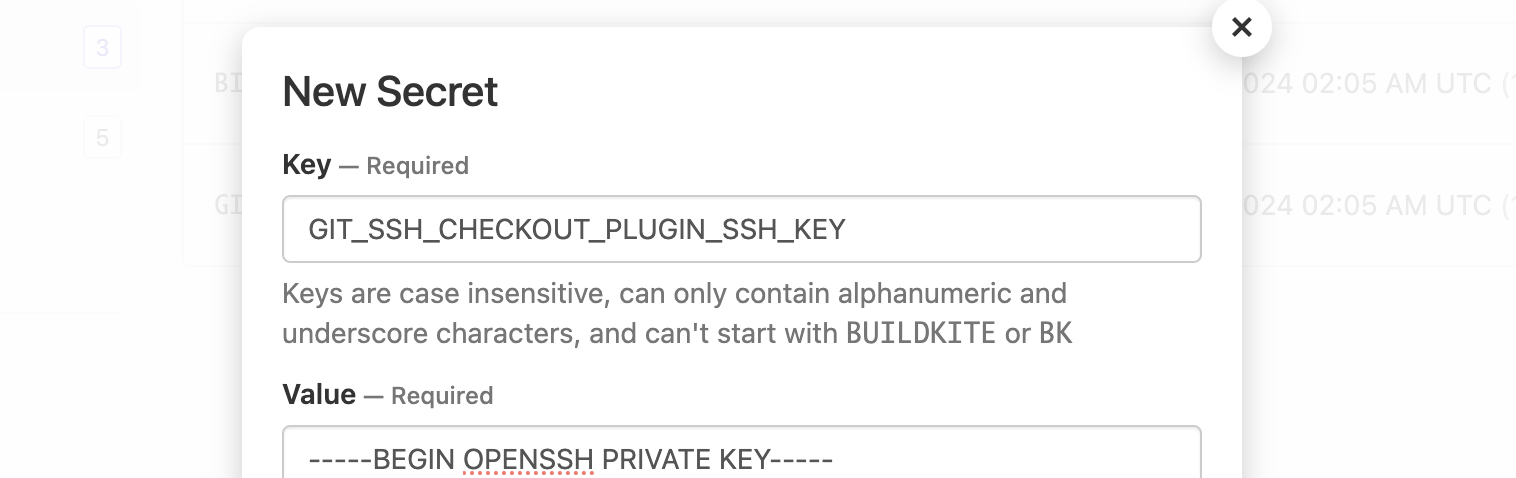 3
5
BI
GI
024 02:05 AM UTC (
024 02:05 AM UTC (
New Secret
Key — Required
GIT_SSH_CHECKOUT_PLUGIN_SSH_KEY
Keys are case insensitive, can only contain alphanumeric and
underscore characters, and can't start with BUILDKITE or BK
Value — Required
-----BEGIN OPENSSH PRIVATE KEY-----